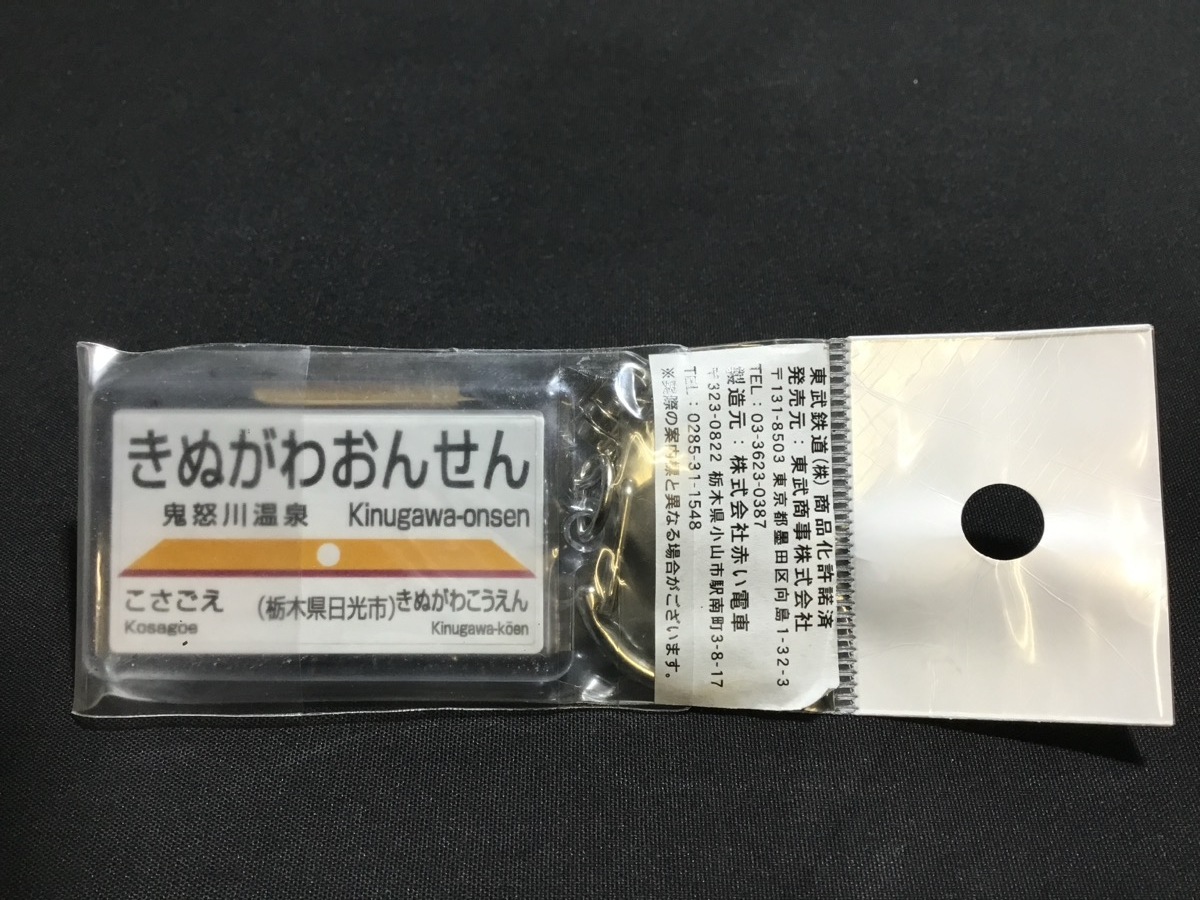 きぬがわおんせん
鬼怒川温泉 Kinugawa-onsen
こさごえ (栃木県日光市) きぬがわこうえん
Kosagoe Kinugawa-kōen
東武鉄道(株)商品化許諾済
発売元：東武商事株式会社
〒131-8503 東京都墨田区向島1-32-3
TEL：03-3623-0387
製造元：株式会社赤い電車
〒323-0822 栃木県小山市駅南町3-8-17
TEL：0285-31-1548
※実際の案内標と異なる場合がございます。